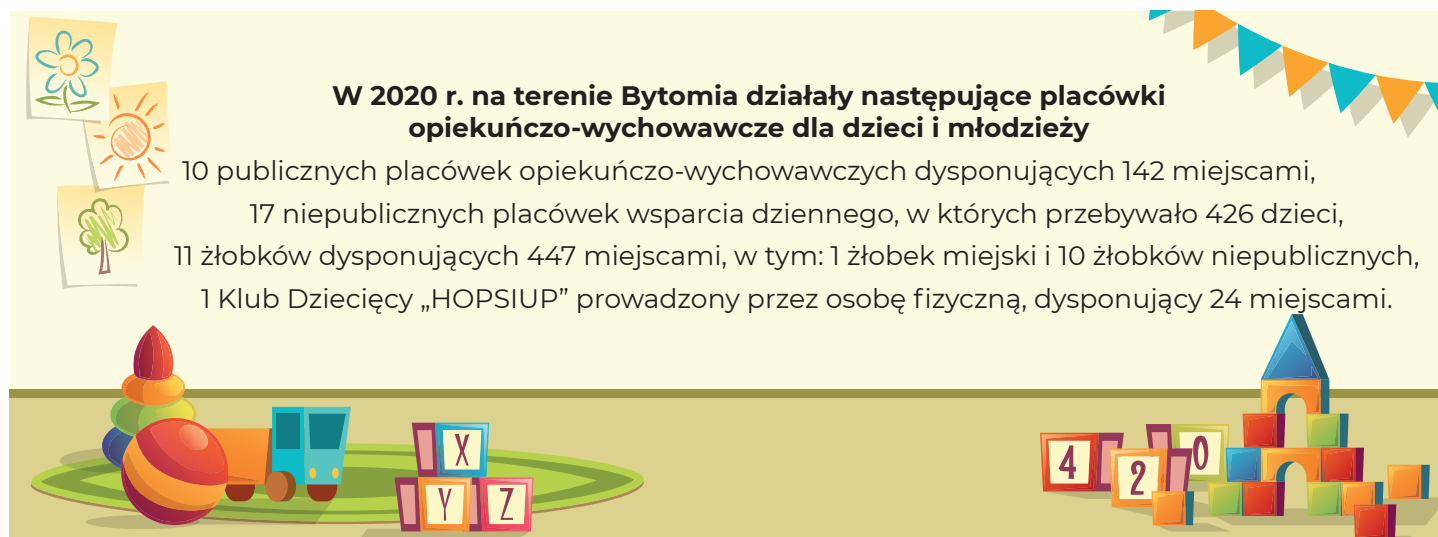 W 2020 r. na terenie Bytomia działały następujące placówki
opiekuńczo-wychowawcze dla dzieci i młodzieży
10 publicznych placówek opiekuńczo-wychowawczych dysponujących 142 miejscami,
17 niepublicznych placówek wsparcia dziennego, w których przebywało 426 dzieci,
11 żłobków dysponujących 447 miejscami, w tym: 1 żłobek miejski i 10 żłobków niepublicznych,
1 Klub Dziecięcy „HOPSIUP” prowadzony przez osobę fizyczną, dysponujący 24 miejscami.
X
Y Z
4 2 0